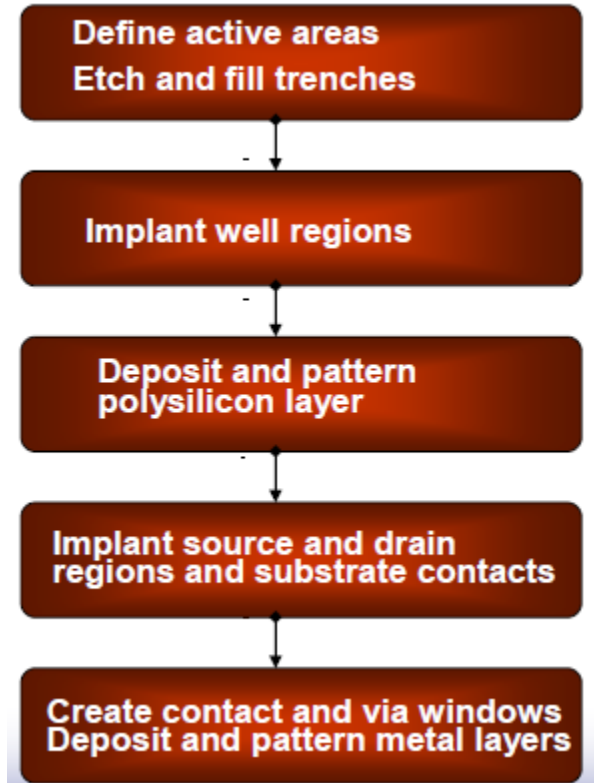 Define active areas
Etch and fill trenches
Implant well regions
Deposit and pattern
polysilicon layer
Implant source and drain
regions and substrate contacts
Create contact and via windows
Deposit and pattern metal layers